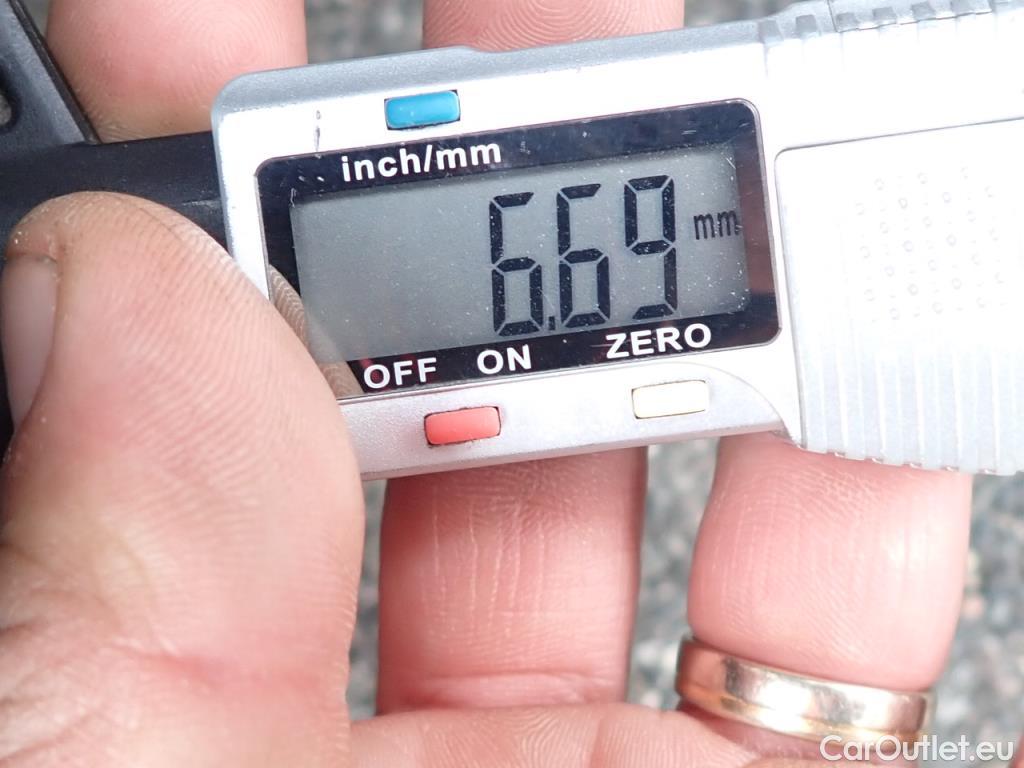 inch/mm
6.69 mm
OFF ON ZERO
CarOutlet.eu